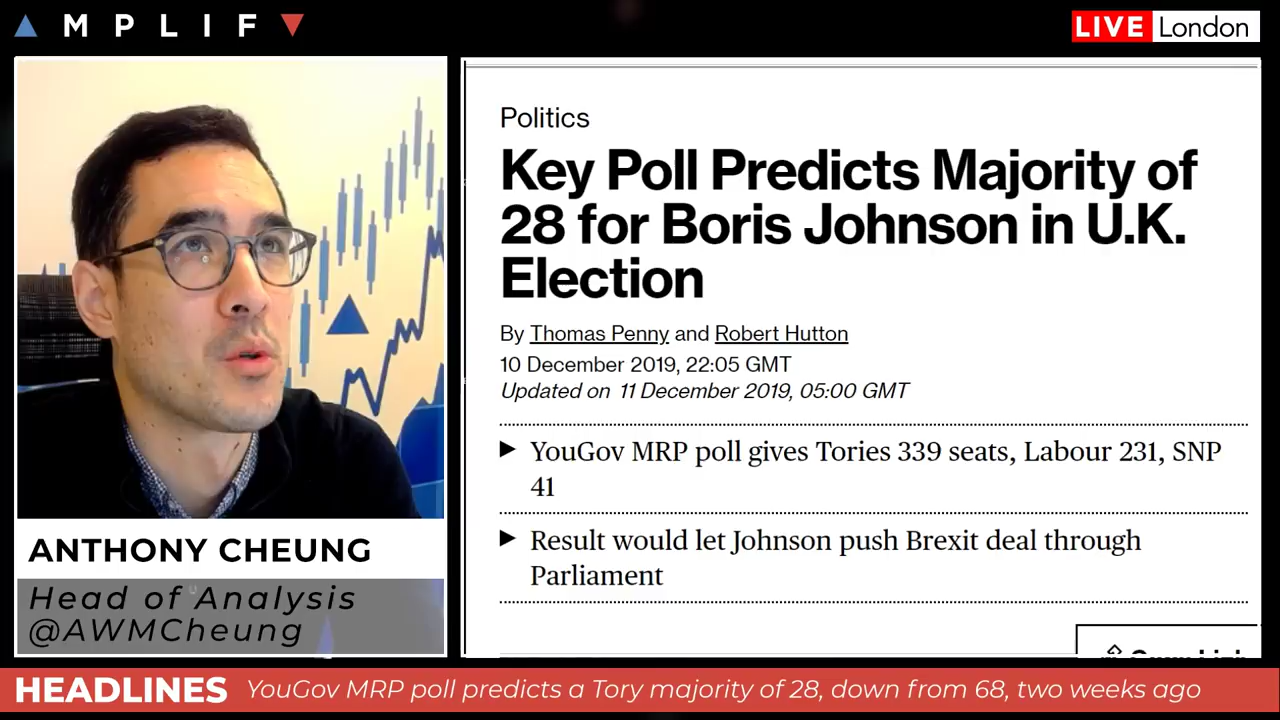 AMPLIFY
LIVE London
Politics
Key Poll Predicts Majority of
28 for Boris Johnson in U.K.
Election
By Thomas Penny and Robert Hutton
10 December 2019, 22:05 GMT
Updated on 11 December 2019, 05:00 GMT
YouGov MRP poll gives Tories 339 seats, Labour 231, SNP
41
Result would let Johnson push Brexit deal through
Parliament
ANTHONY CHEUNG
Head of Analysis
@AWMCheung
HEADLINES YouGov MRP poll predicts a Tory majority of 28, down from 68, two weeks ago